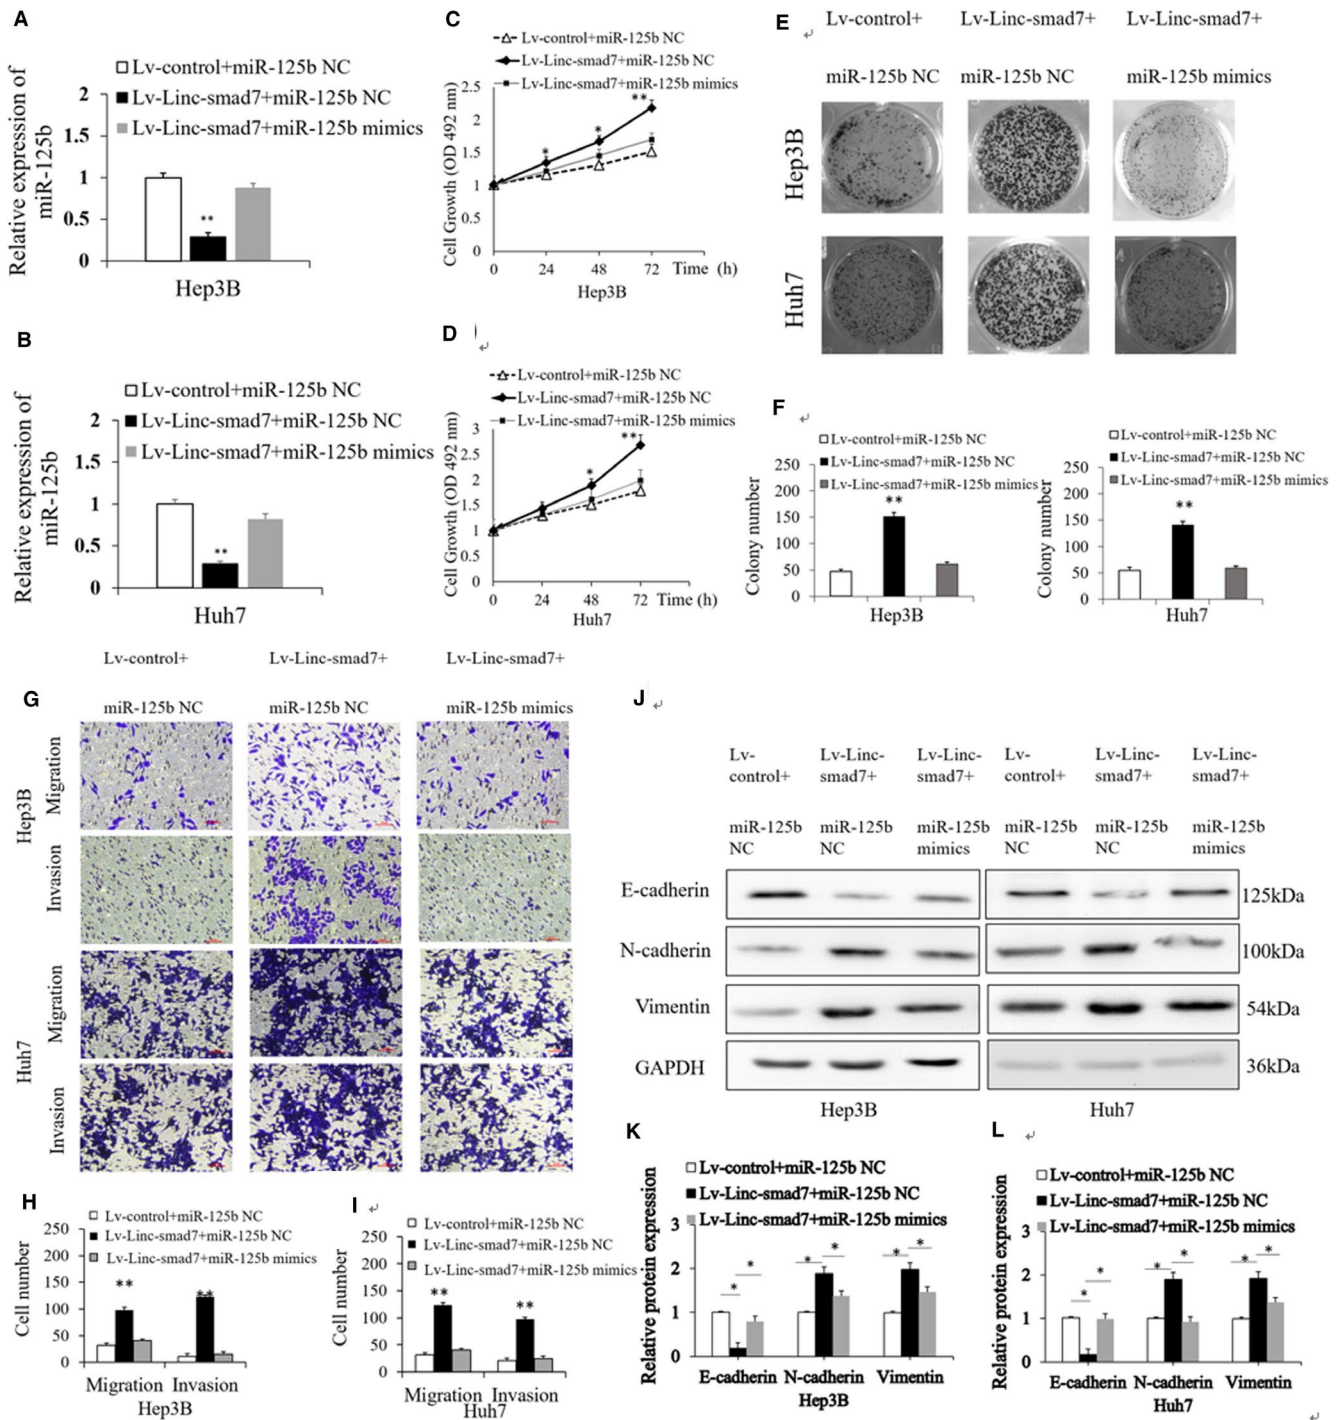 A
Lv-control+miR-125b NC
Lv-Linc-smad7+miR-125b NC
Lv-Linc-smad7+miR-125b mimics
Relative expression of
miR-125b
2
1.5
1
0.5
0
**
Hep3B
B
Lv-control+miR-125b NC
Lv-Linc-smad7+miR-125b NC
Lv-Linc-smad7+miR-125b mimics
Relative expression of
miR-125b
2
1.5
1
0.5
0
**
Huh7
C
Lv-control+miR-125b NC
Lv-Linc-smad7+miR-125b NC
Lv-Linc-smad7+miR-125b mimics
Cell Growth (OD 492 nm)
2.5
2
1.5
1
0.5
0
* * **
0 24 48 72 Time (h)
Hep3B
D
Lv-control+miR-125b NC
Lv-Linc-smad7+miR-125b NC
Lv-Linc-smad7+miR-125b mimics
Cell Growth (OD 492 nm)
3
2.5
2
1.5
1
0.5
0
* **
0 24 48 72 Time (h)
Huh7
E
Lv-control+ Lv-Linc-smad7+ Lv-Linc-smad7+
miR-125b NC miR-125b NC miR-125b mimics
Hep3B
Huh7
F
Lv-control+miR-125b NC
Lv-Linc-smad7+miR-125b NC
Lv-Linc-smad7+miR-125b mimics
Colony number
250
200
150
100
50
0
**
Hep3B
Lv-control+miR-125b NC
Lv-Linc-smad7+miR-125b NC
Lv-Linc-smad7+miR-125b mimics
Colony number
250
200
150
100
50
0
**
Huh7
G
Lv-control+ Lv-Linc-smad7+ Lv-Linc-smad7+
miR-125b NC miR-125b NC miR-125b mimics
Hep3B
Migration
Invasion
Huh7
Migration
Invasion
H
Lv-control+miR-125b NC
Lv-Linc-smad7+miR-125b NC
Lv-Linc-smad7+miR-125b mimics
Cell number
250
200
150
100
50
0
** **
Migration Invasion
Hep3B
I
Lv-control+miR-125b NC
Lv-Linc-smad7+miR-125b NC
Lv-Linc-smad7+miR-125b mimics
Cell number
250
200
150
100
50
0
** **
Migration Invasion
Huh7
J
Lv- Lv-Linc- Lv-Linc- Lv- Lv-Linc- Lv-Linc-
control+ smad7+ smad7+ control+ smad7+ smad7+
miR-125b miR-125b miR-125b miR-125b miR-125b miR-125b
NC NC mimics NC NC mimics
E-cadherin 125kDa
N-cadherin 100kDa
Vimentin 54kDa
GAPDH 36kDa
Hep3B Huh7
K
Lv-control+miR-125b NC
Lv-Linc-smad7+miR-125b NC
Lv-Linc-smad7+miR-125b mimics
Relative protein expression
3
2
1
0
* * * * * *
E-cadherin N-cadherin Vimentin
Hep3B
L
Lv-control+miR-125b NC
Lv-Linc-smad7+miR-125b NC
Lv-Linc-smad7+miR-125b mimics
Relative protein expression
3
2
1
0
* * * * * *
E-cadherin N-cadherin Vimentin
Huh7